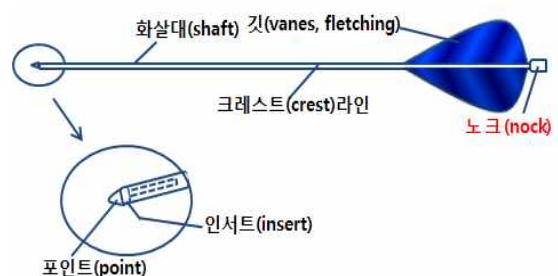 화살대(shaft) 깃(vanes, fletching)
크레스트(crest)라인
노크(nock)
인서트(insert)
포인트(point)